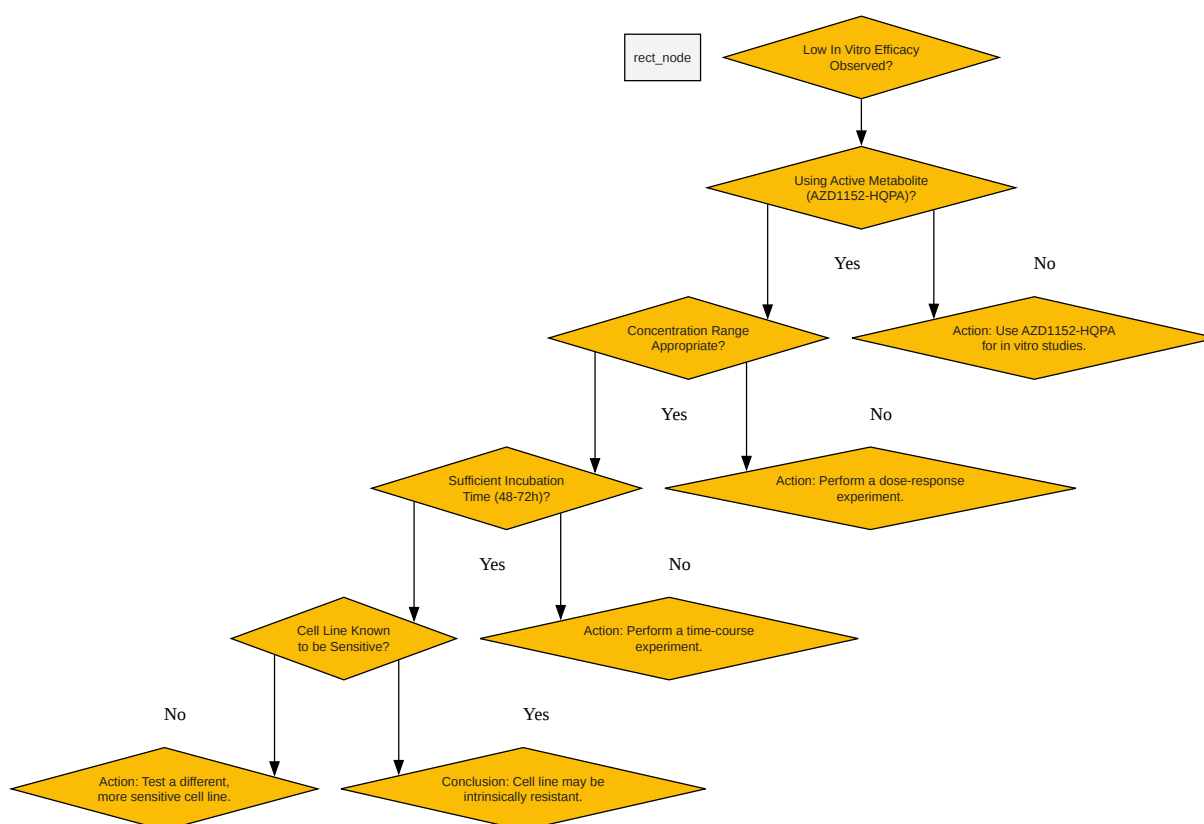 rect_node
Low In Vitro Efficacy
Observed?
Using Active Metabolite
(AZD1152-HQPA)?
Yes
No
Concentration Range
Appropriate?
Action: Use AZD1152-HQPA
for in vitro studies.
Yes
No
Sufficient Incubation
Time (48-72h)?
Action: Perform a dose-response
experiment.
Yes
No
Cell Line Known
to be Sensitive?
Action: Perform a time-course
experiment.
No
Yes
Action: Test a different,
more sensitive cell line.
Conclusion: Cell line may be
intrinsically resistant.